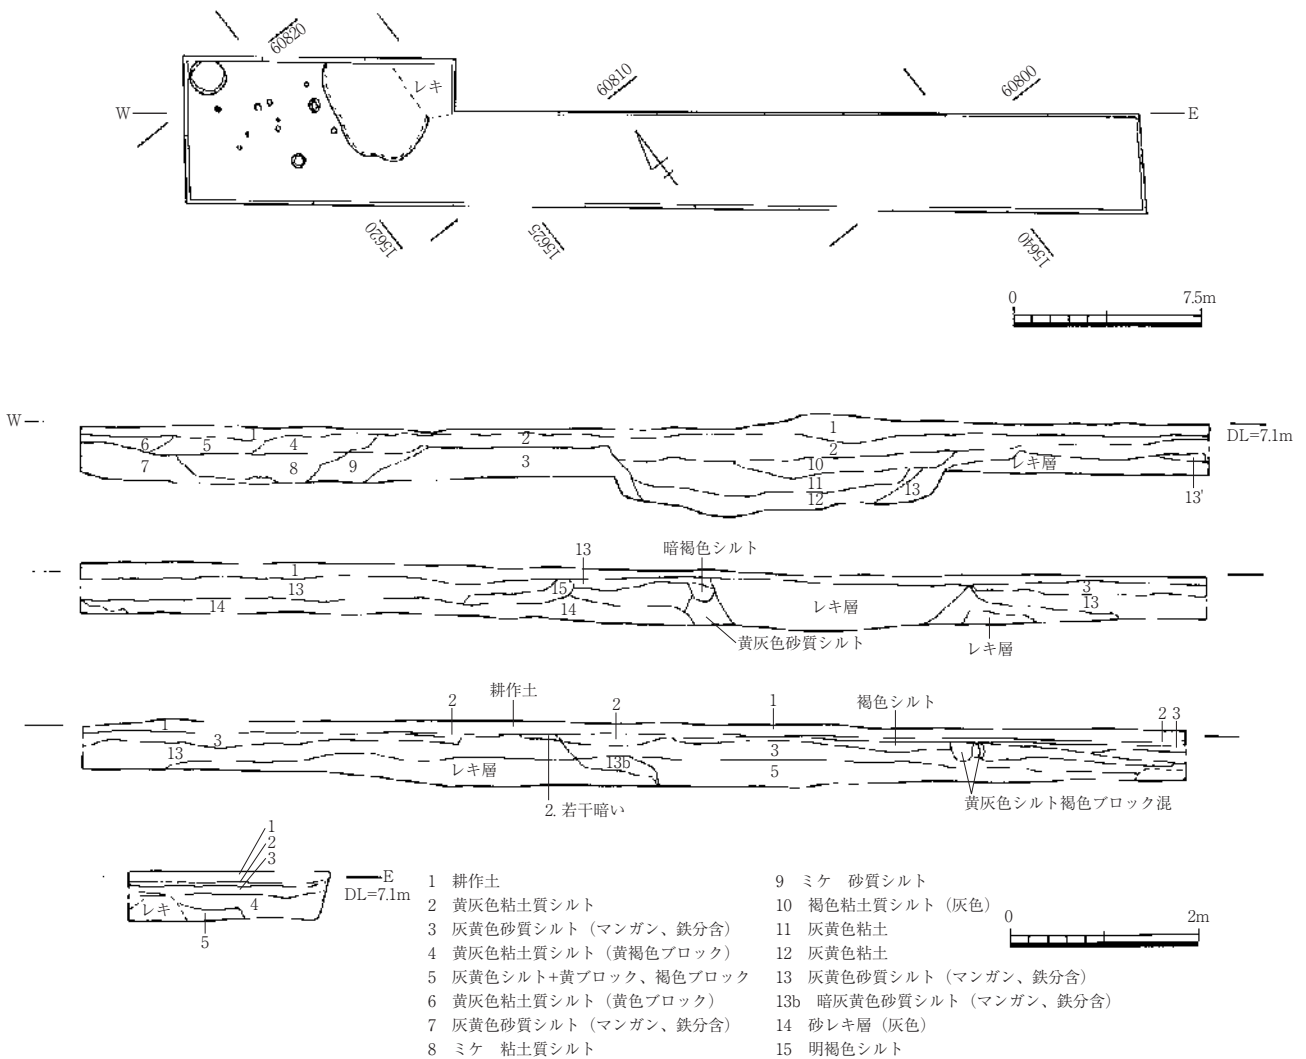 60820
レキ
60810
60800
W
E
15620
15625
15640
0 7.5m
W
DL=7.1m
1
2
1
2
3
4
5
6
7
8
9
10
11
12
13
レキ層
13'
13
暗褐色シルト
1
13
14
15
14
レキ層
3
13
黄灰色砂質シルト
レキ層
2
耕作土
2
1
褐色シルト
2 3
1
3
13
レキ層
13b
3
5
2. 若干暗い
黄灰色シルト褐色ブロック混
1
2
3
E
DL=7.1m
レキ
4
5
1 耕作土
2 黄灰色粘土質シルト
3 灰黄色砂質シルト（マンガン、鉄分含）
4 黄灰色粘土質シルト（黄褐色ブロック）
5 灰黄色シルト+黄ブロック、褐色ブロック
6 黄灰色粘土質シルト（黄色ブロック）
7 灰黄色砂質シルト（マンガン、鉄分含）
8 ミケ 粘土質シルト
9 ミケ 砂質シルト
10 褐色粘土質シルト（灰色）
11 灰黄色粘土
12 灰黄色粘土
13 灰黄色砂質シルト（マンガン、鉄分含）
13b 暗灰黄色砂質シルト（マンガン、鉄分含）
14 砂レキ層（灰色）
15 明褐色シルト
0 2m